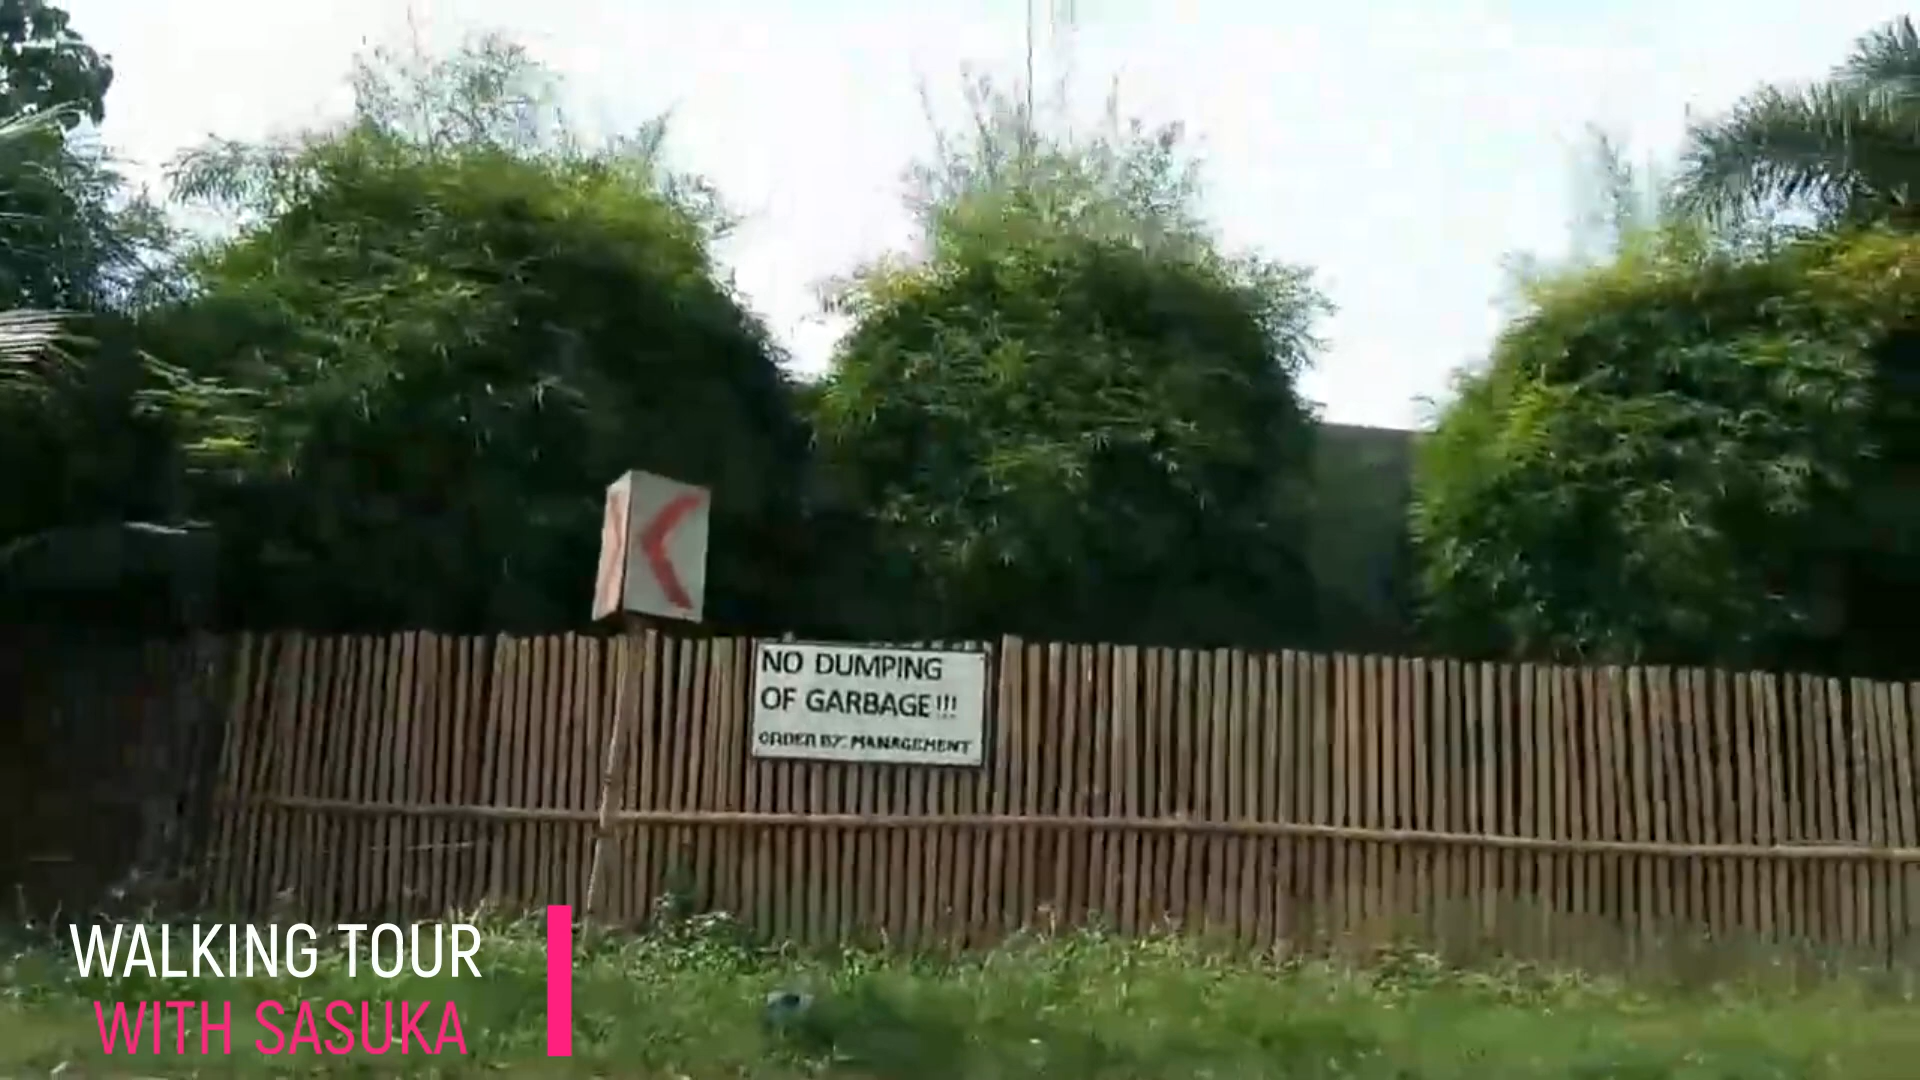 NO DUMPING
OF GARBAGE!!!
ORDER BY: MANAGEMENT
WALKING TOUR
WITH SASUKA